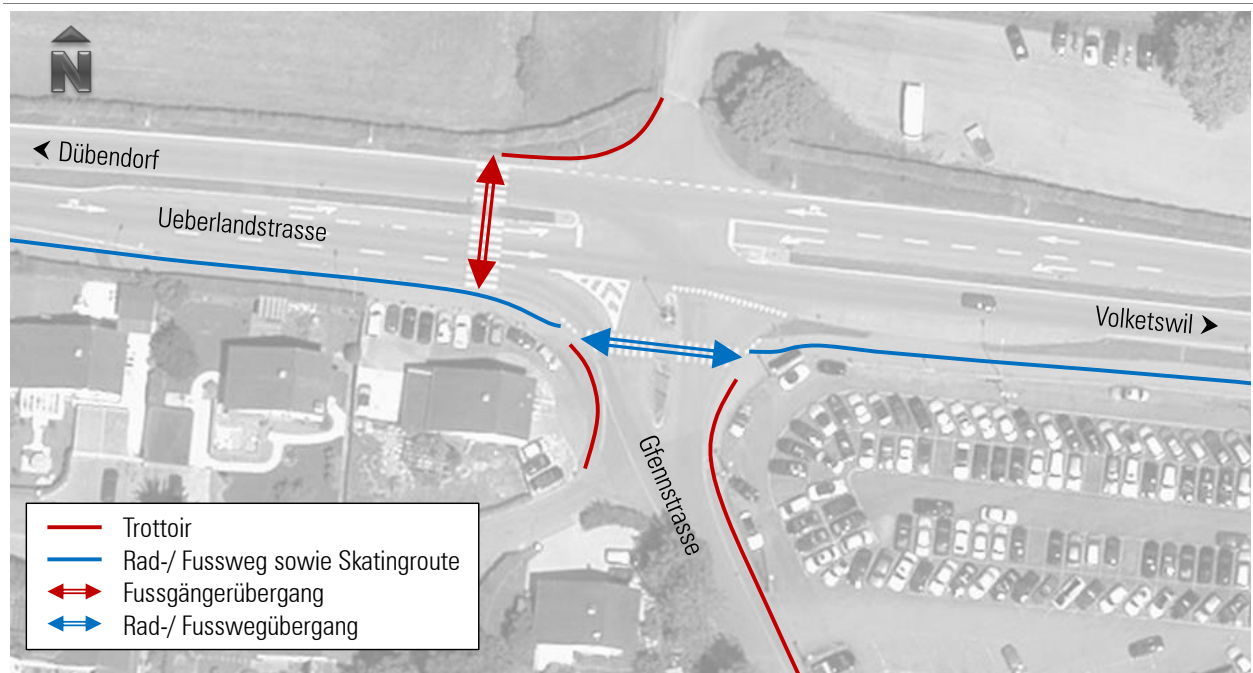 N
Dübendorf
Ueberlandstrasse
Volketswil
Gfennstrasse
Trottoir
Rad-/ Fussweg sowie Skatingroute
Fussgängerübergang
Rad-/ Fusswegübergang